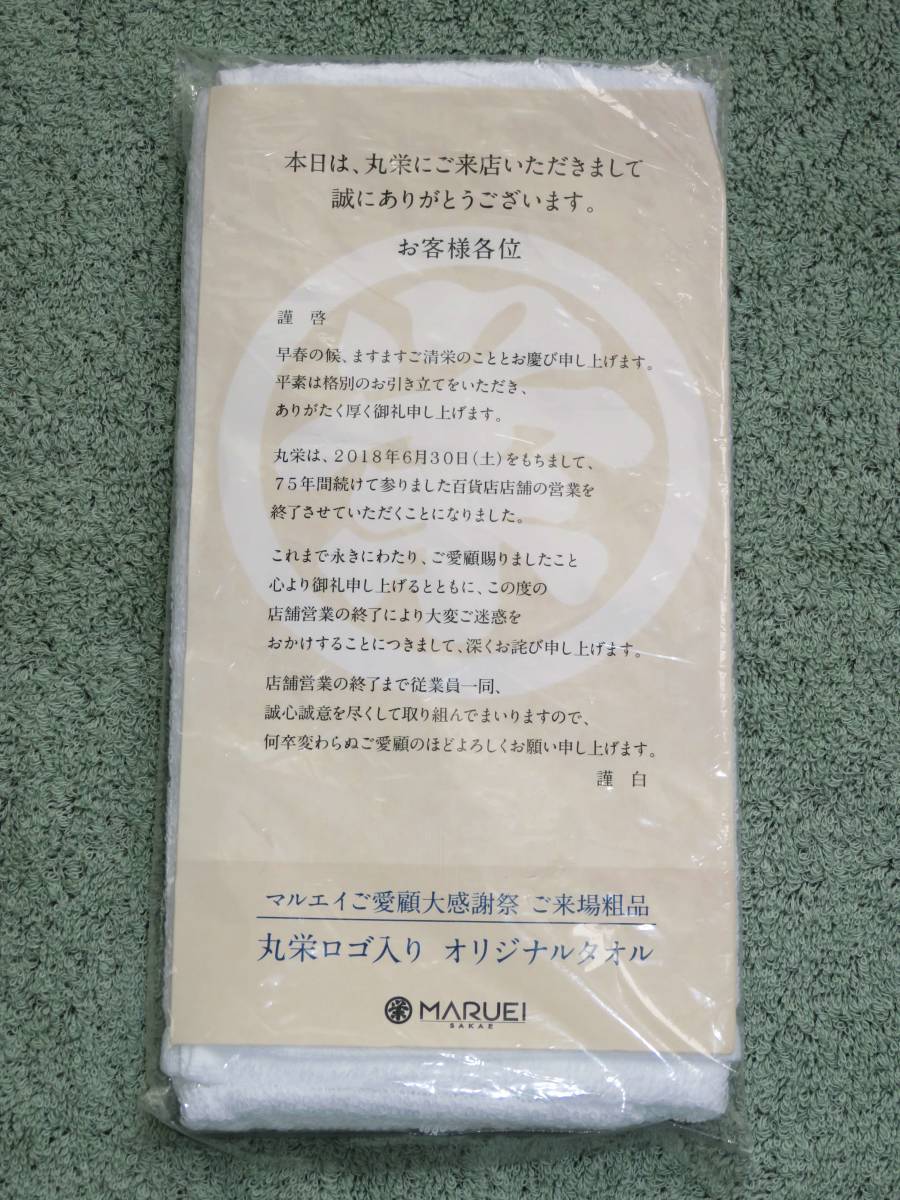 本日は、丸栄にご来店いただきまして
誠にありがとうございます。
お客様各位
謹 啓
早春の候、ますますご清栄のこととお慶び申し上げます。
平素は格別のお引き立てをいただき、
ありがたく厚く御礼申し上げます。
丸栄は、2018年6月30日(土)をもちまして、
75年間続けて参りました百貨店店舗の営業を
終了させていただくことになりました。
これまで永きにわたり、ご愛顧賜りましたこと
心より御礼申し上げるとともに、この度の
店舗営業の終了により大変ご迷惑を
おかけすることにつきまして、深くお詫び申し上げます。
店舗営業の終了まで従業員一同、
誠心誠意を尽くして取り組んでまいりますので、
何卒変わらぬご愛顧のほどよろしくお願い申し上げます。
謹 白
マルエイご愛顧大感謝祭 ご来場粗品
丸栄ロゴ入り オリジナルタオル
栄 MARUEI
SAKAE